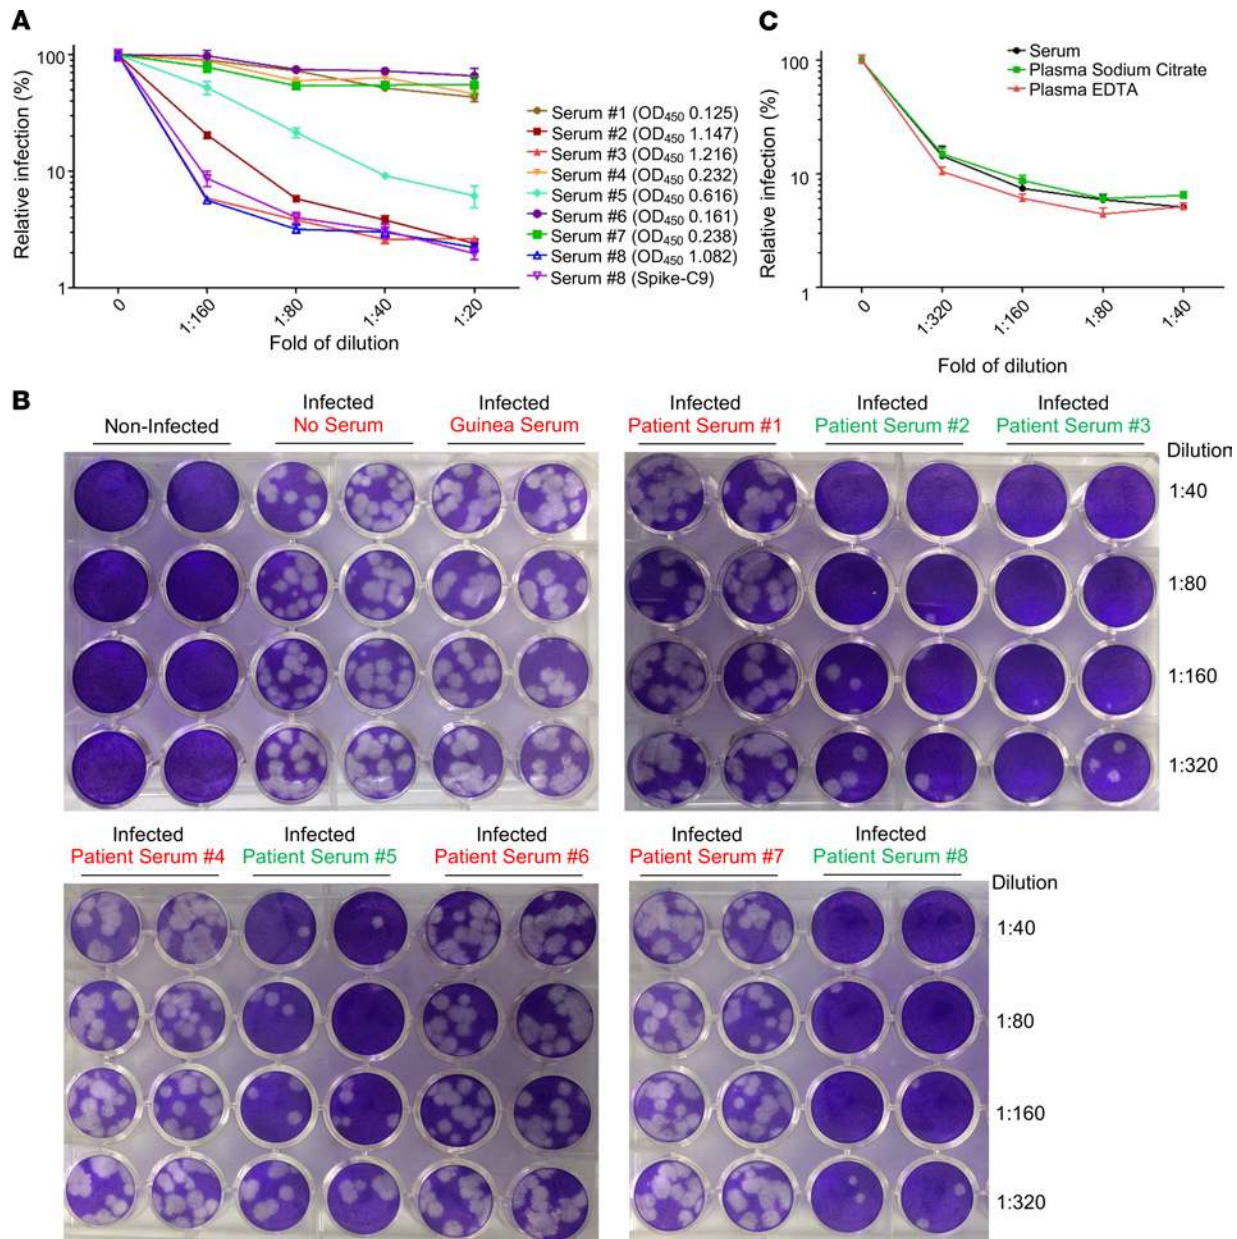 A
Relative infection (%)
100
10
1
0
1:160
1:80
1:40
1:20
Fold of dilution
Serum #1 (OD450 0.125)
Serum #2 (OD450 1.147)
Serum #3 (OD450 1.216)
Serum #4 (OD450 0.232)
Serum #5 (OD450 0.616)
Serum #6 (OD450 0.161)
Serum #7 (OD450 0.238)
Serum #8 (OD450 1.082)
Serum #8 (Spike-C9)
C
Relative infection (%)
100
10
1
0
1:320
1:160
1:80
1:40
Fold of dilution
Serum
Plasma Sodium Citrate
Plasma EDTA
B
Non-Infected
Infected
No Serum
Infected
Guinea Serum
Infected
Patient Serum #1
Infected
Patient Serum #2
Infected
Patient Serum #3
Dilution
1:40
1:80
1:160
1:320
Infected
Patient Serum #4
Infected
Patient Serum #5
Infected
Patient Serum #6
Infected
Patient Serum #7
Infected
Patient Serum #8
Dilution
1:40
1:80
1:160
1:320